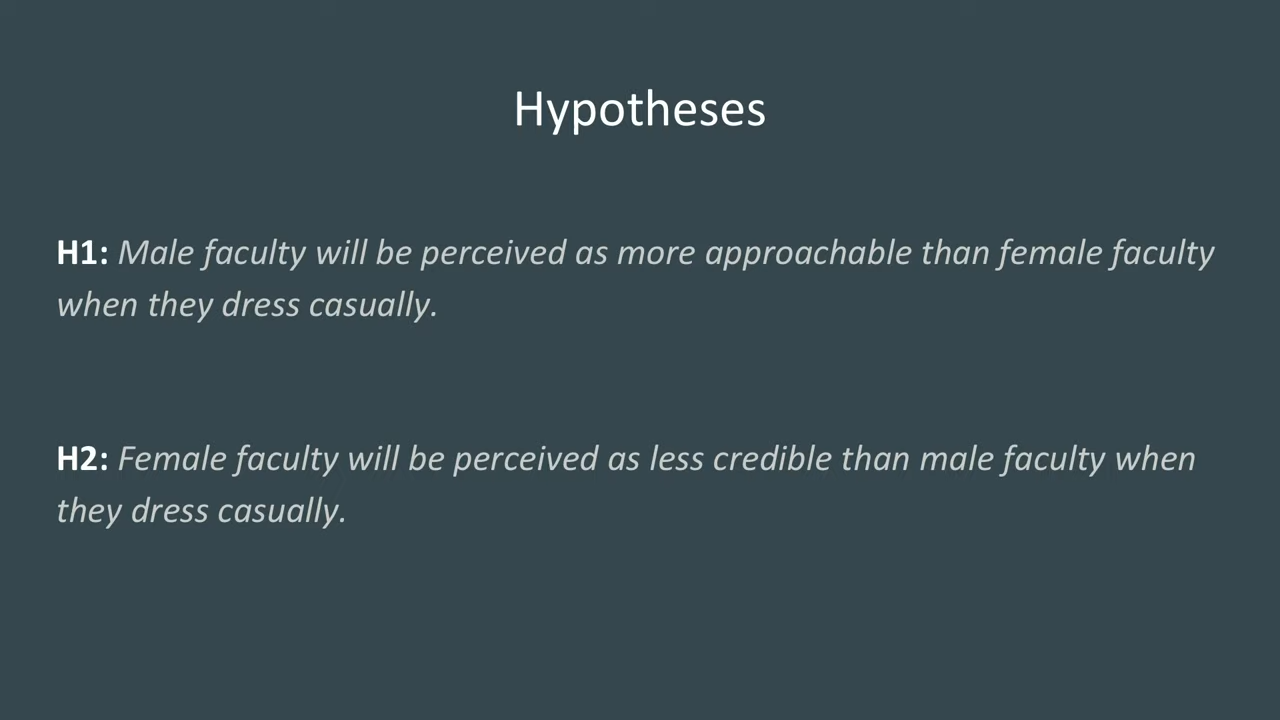 Hypotheses
H1: Male faculty will be perceived as more approachable than female faculty
when they dress casually.
H2: Female faculty will be perceived as less credible than male faculty when
they dress casually.